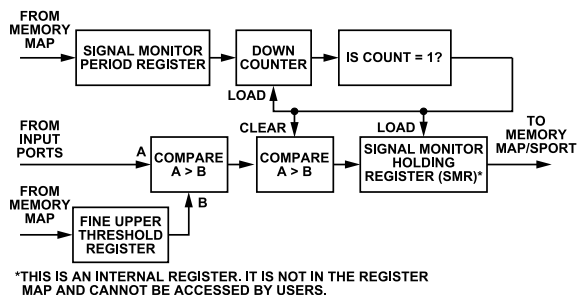 FROM
MEMORY
MAP
SIGNAL MONITOR
PERIOD REGISTER
DOWN
COUNTER
IS COUNT = 1?
LOAD
FROM
INPUT
PORTS
A
COMPARE
A > B
B
CLEAR
COMPARE
A > B
LOAD
SIGNAL MONITOR
HOLDING
REGISTER (SMR)*
TO
MEMORY
MAP/SPORT
FROM
MEMORY
MAP
FINE UPPER
THRESHOLD
REGISTER
*THIS IS AN INTERNAL REGISTER. IT IS NOT IN THE REGISTER
MAP AND CANNOT BE ACCESSED BY USERS.